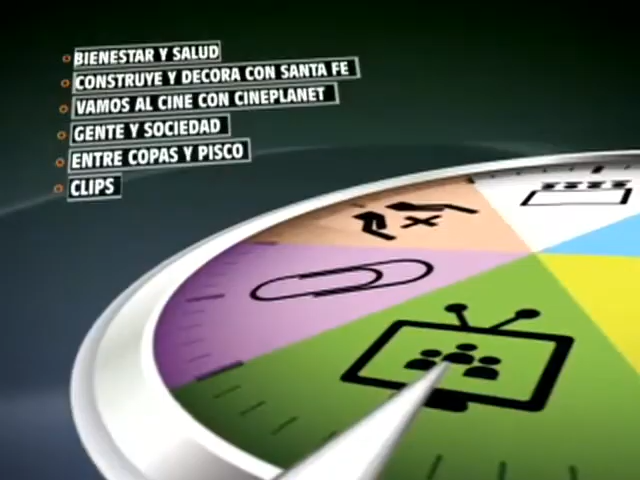 BIENESTAR Y SALUD
CONSTRUYE Y DECORA CON SANTA FE
VAMOS AL CINE CON CINEPLANET
GENTE Y SOCIEDAD
ENTRE COPAS Y PISCO
CLIPS